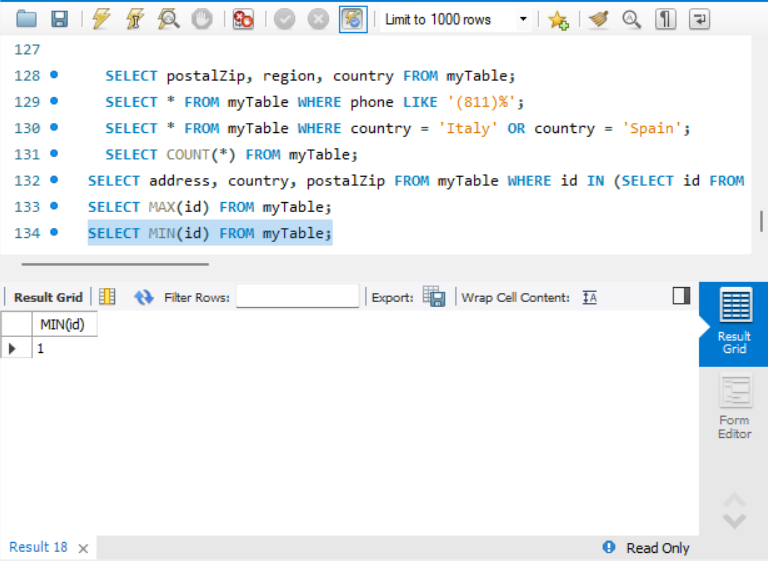 Limit to 1000 rows
127
128 SELECT postalZip, region, country FROM myTable;
129 SELECT * FROM myTable WHERE phone LIKE '(811)%';
130 SELECT * FROM myTable WHERE country = 'Italy' OR country = 'Spain';
131 SELECT COUNT(*) FROM myTable;
132 SELECT address, country, postalZip FROM myTable WHERE id IN (SELECT id FROM
133 SELECT MAX(id) FROM myTable;
134 SELECT MIN(id) FROM myTable;
Result Grid Filter Rows: Export: Wrap Cell Content: IA
MIN(id)
1
Result
Grid
Form
Editor
Result 18 Read Only